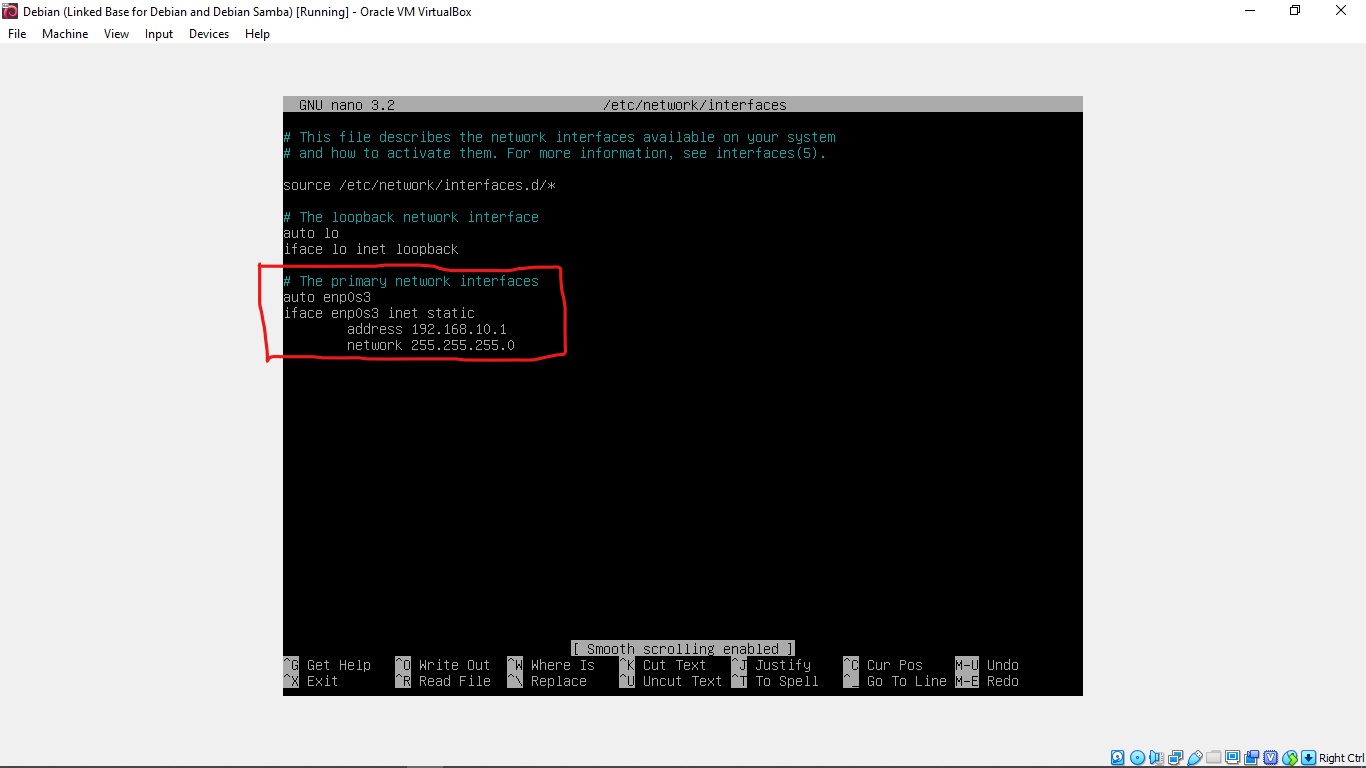 Debian (Linked Base for Debian and Debian Samba) [Running] - Oracle VM VirtualBox
File Machine View Input Devices Help
GNU nano 3.2 /etc/network/interfaces
# This file describes the network interfaces available on your system
# and how to activate them. For more information, see interfaces(5).
source /etc/network/interfaces.d/*
# The loopback network interface
auto lo
iface lo inet loopback
# The primary network interfaces
auto enp0s3
iface enp0s3 inet static
address 192.168.10.1
network 255.255.255.0
[ Smooth scrolling enabled ]
^G Get Help ^O Write Out ^W Where Is ^K Cut Text ^J Justify ^C Cur Pos M-U Undo
^X Exit ^R Read File ^\ Replace ^U Uncut Text ^T To Spell ^_ Go To Line M-E Redo
Right Ctrl